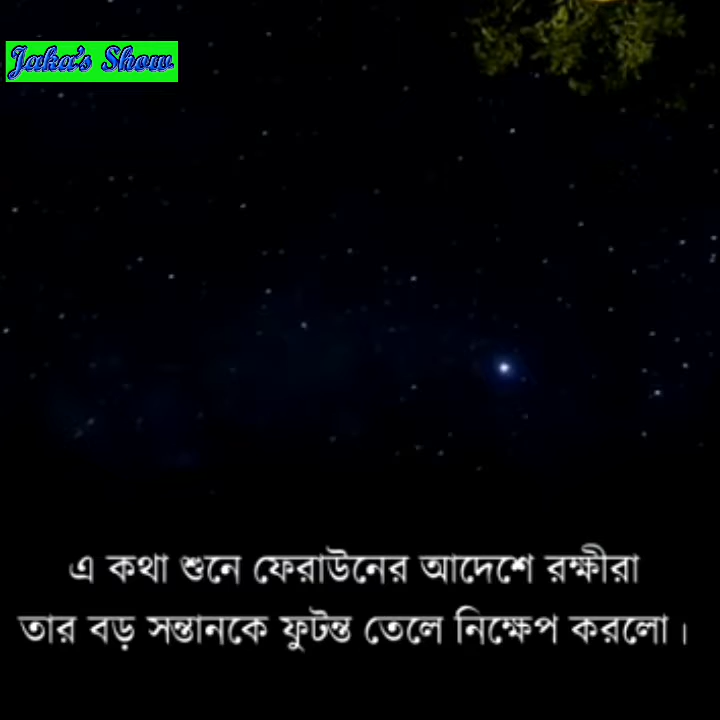 Jaka's Show
এ কথা শুনে ফেরাউনের আদেশে রক্ষীরা
তার বড় সন্তানকে ফুটন্ত তেলে নিক্ষেপ করলো।